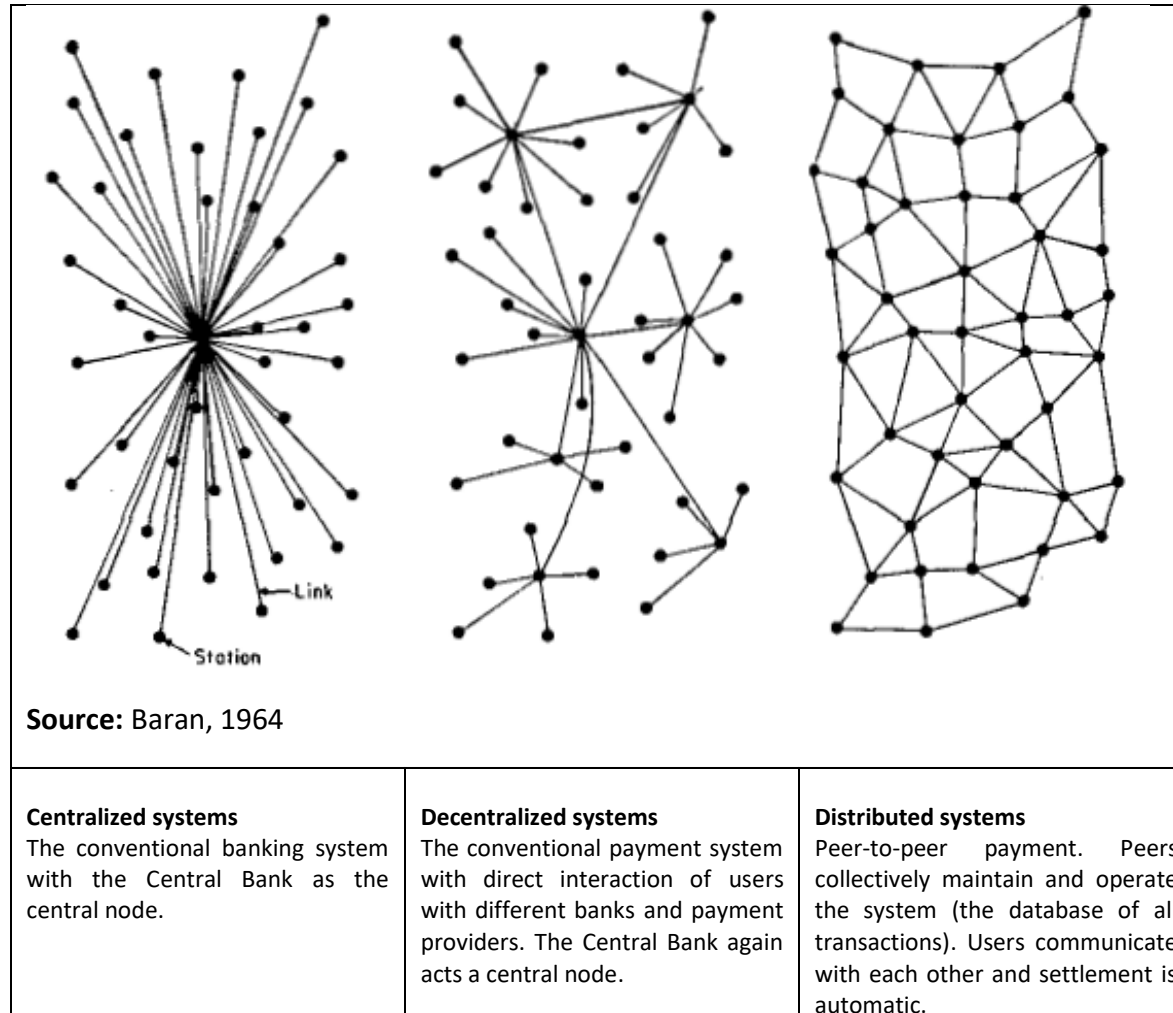 Link
Station
Source: Baran, 1964
Centralized systems
The conventional banking system
with the Central Bank as the
central node.
Decentralized systems
The conventional payment system
with direct interaction of users
with different banks and payment
providers. The Central Bank again
acts a central node.
Distributed systems
Peer-to-peer payment. Peers
collectively maintain and operate
the system (the database of al
transactions). Users communicate
with each other and settlement is
automatic.